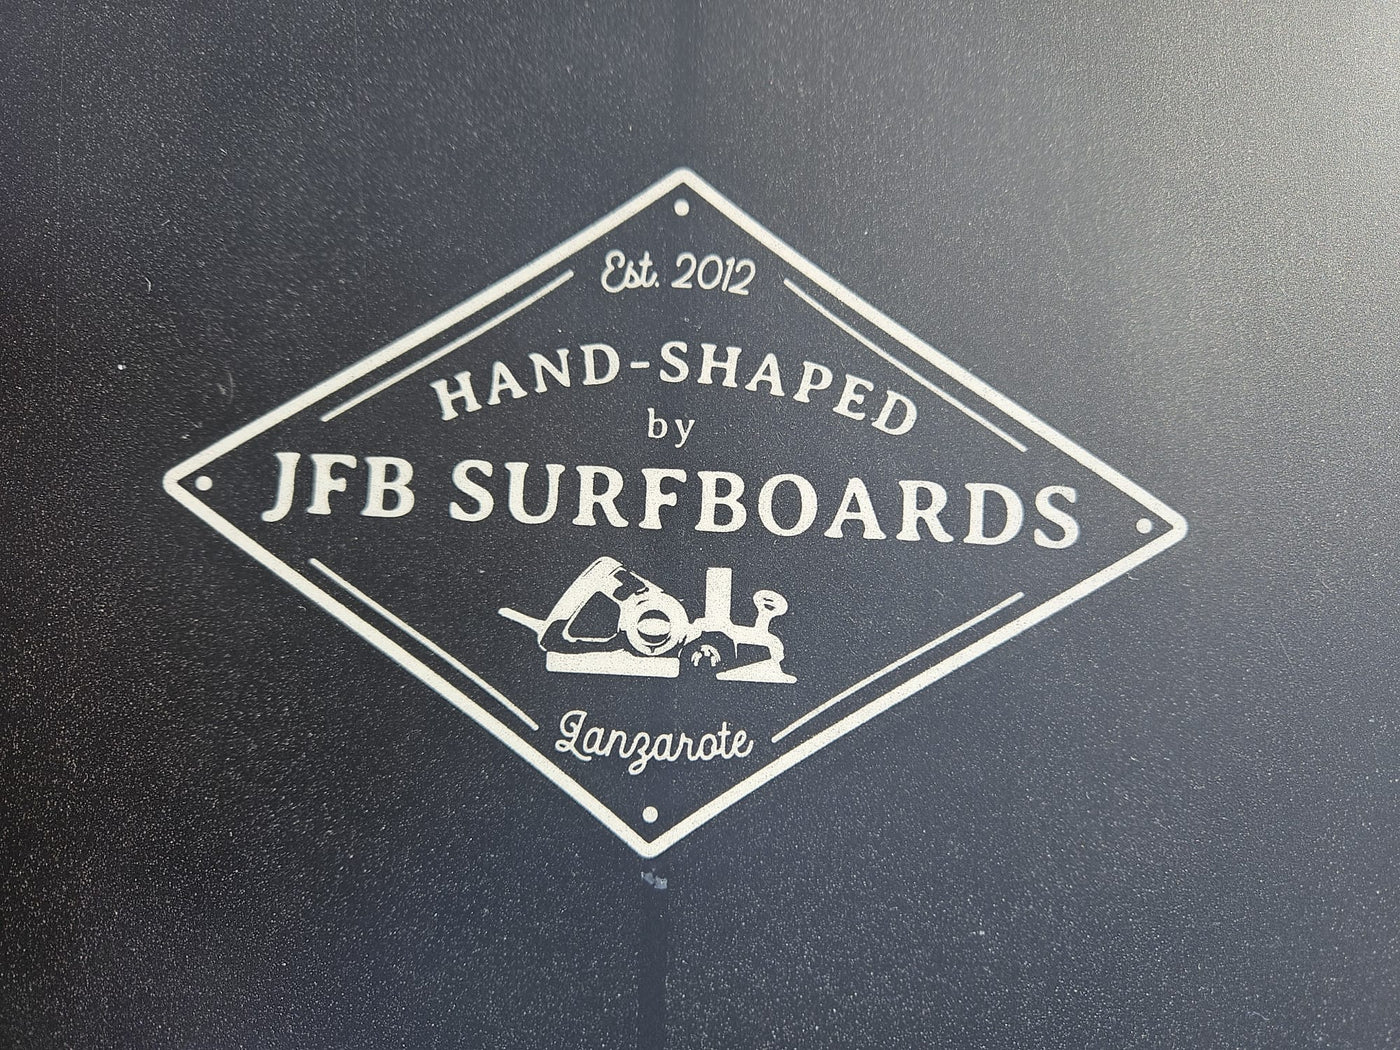 Est. 2012
HAND-SHAPED
by
JFB SURFBOARDS
Lanzarote